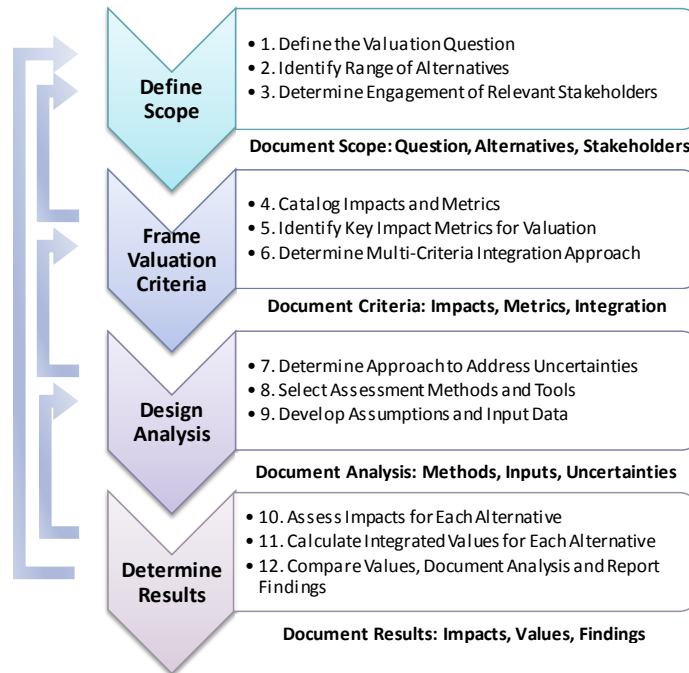 Define
Scope
• 1. Define the Valuation Question
• 2. Identify Range of Alternatives
• 3. Determine Engagement of Relevant Stakeholders
Document Scope: Question, Alternatives, Stakeholders
Frame
Valuation
Criteria
• 4. Catalog Impacts and Metrics
• 5. Identify Key Impact Metrics for Valuation
• 6. Determine Multi-Criteria Integration Approach
Document Criteria: Impacts, Metrics, Integration
Design
Analysis
• 7. Determine Approach to Address Uncertainties
• 8. Select Assessment Methods and Tools
• 9. Develop Assumptions and Input Data
Document Analysis: Methods, Inputs, Uncertainties
Determine
Results
• 10. Assess Impacts for Each Alternative
• 11. Calculate Integrated Values for Each Alternative
• 12. Compare Values, Document Analysis and Report
Findings
Document Results: Impacts, Values, Findings